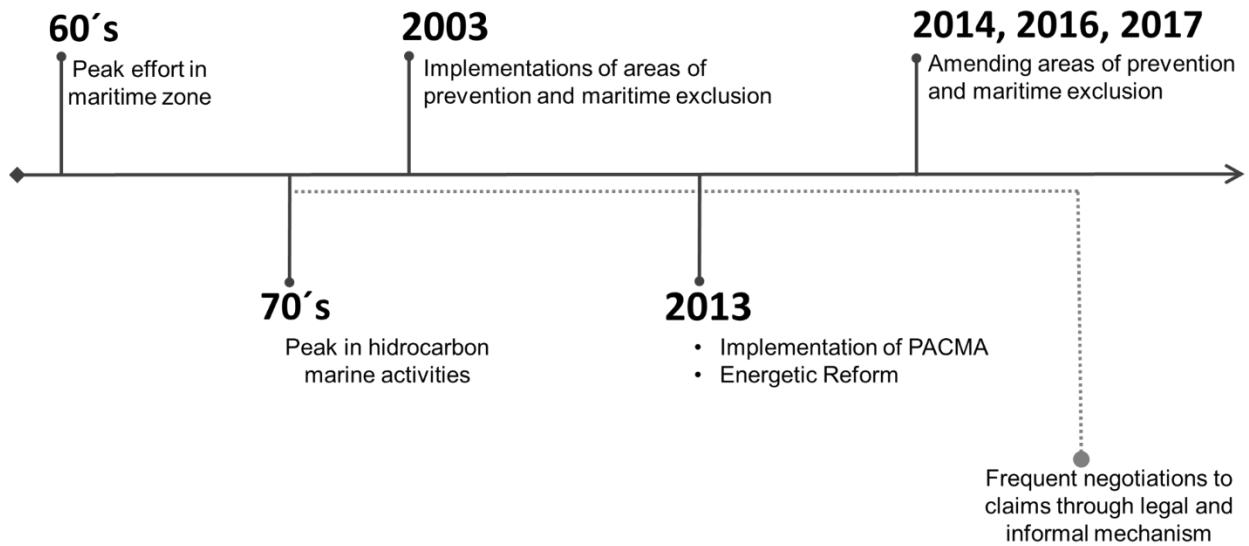 60´s
Peak effort in
maritime zone
2003
Implementations of areas of
prevention and maritime exclusion
2014, 2016, 2017
Amending areas of prevention
and maritime exclusion
70´s
Peak in hidrocarbon
marine activities
2013
• Implementation of PACMA
• Energetic Reform
Frequent negotiations to
claims through legal and
informal mechanism